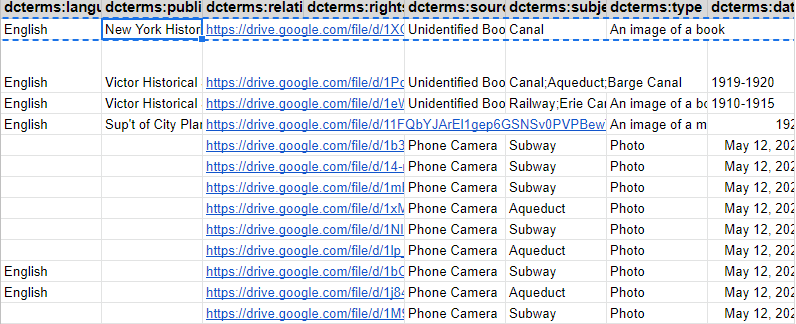 dcterms:langu dcterms:publi dcterms:relati dcterms:rights dcterms:sourc dcterms:subje dcterms:type dcterms:dat
English New York Histor https://drive.google.com/file/d/1XC Unidentified Boo Canal An image of a book
English Victor Historical https://drive.google.com/file/d/1Pc Unidentified Boo Canal;Aqueduct;Barge Canal 1919-1920
English Victor Historical https://drive.google.com/file/d/1eW Unidentified Boo Railway;Erie Can An image of a bo 1910-1915
English Sup't of City Plan https://drive.google.com/file/d/11FQbYJArEI1gep6GSNSv0PVPBew An image of a m 192
https://drive.google.com/file/d/1b3 Phone Camera Subway Photo May 12, 202
https://drive.google.com/file/d/14- Phone Camera Subway Photo May 12, 202
https://drive.google.com/file/d/1ml Phone Camera Subway Photo May 12, 202
https://drive.google.com/file/d/1xM Phone Camera Aqueduct Photo May 12, 202
https://drive.google.com/file/d/1NI Phone Camera Subway Photo May 12, 202
https://drive.google.com/file/d/1Ip_ Phone Camera Aqueduct Photo May 12, 202
English https://drive.google.com/file/d/1bC Phone Camera Subway Photo May 12, 202
English https://drive.google.com/file/d/1j84 Phone Camera Aqueduct Photo May 12, 202
https://drive.google.com/file/d/1M9 Phone Camera Subway Photo May 12, 202